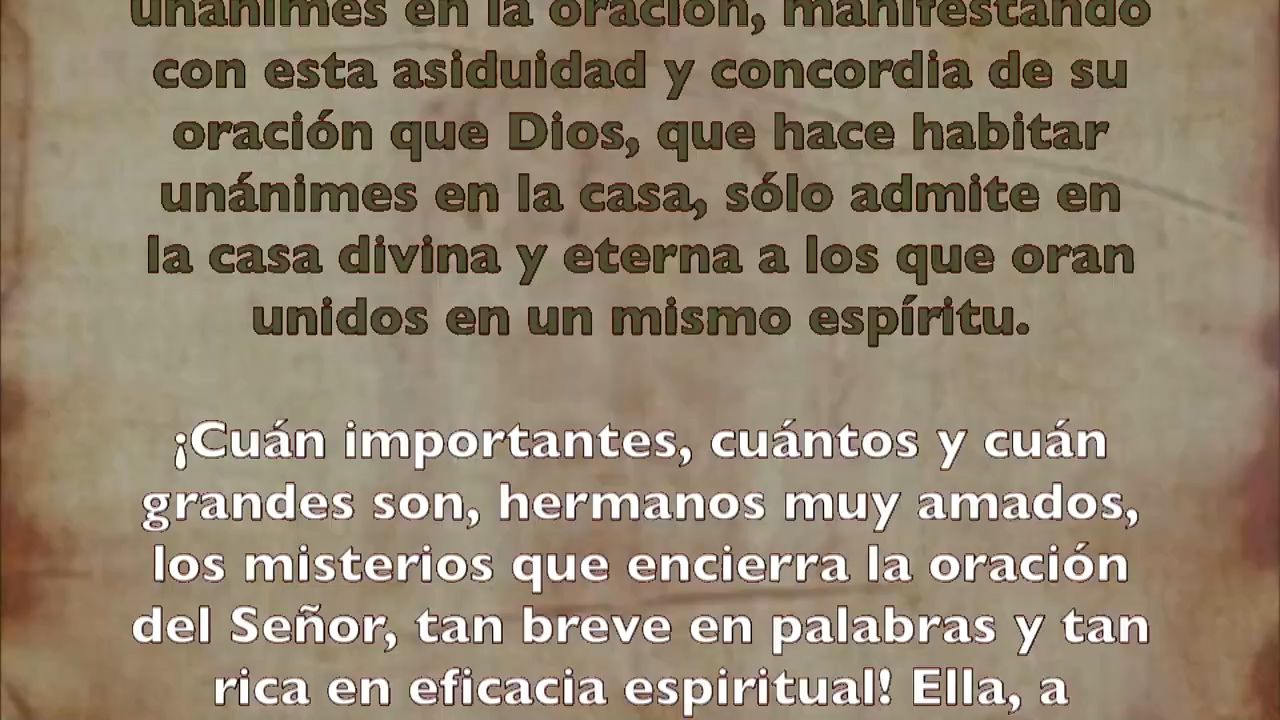 unánimes en la oración, manifestando
con esta asiduidad y concordia de su
oración que Dios, que hace habitar
unánimes en la casa, sólo admite en
la casa divina y eterna a los que oran
unidos en un mismo espíritu.
¡Cuán importantes, cuántos y cuán
grandes son, hermanos muy amados,
los misterios que encierra la oración
del Señor, tan breve en palabras y tan
rica en eficacia espiritual! Ella, a